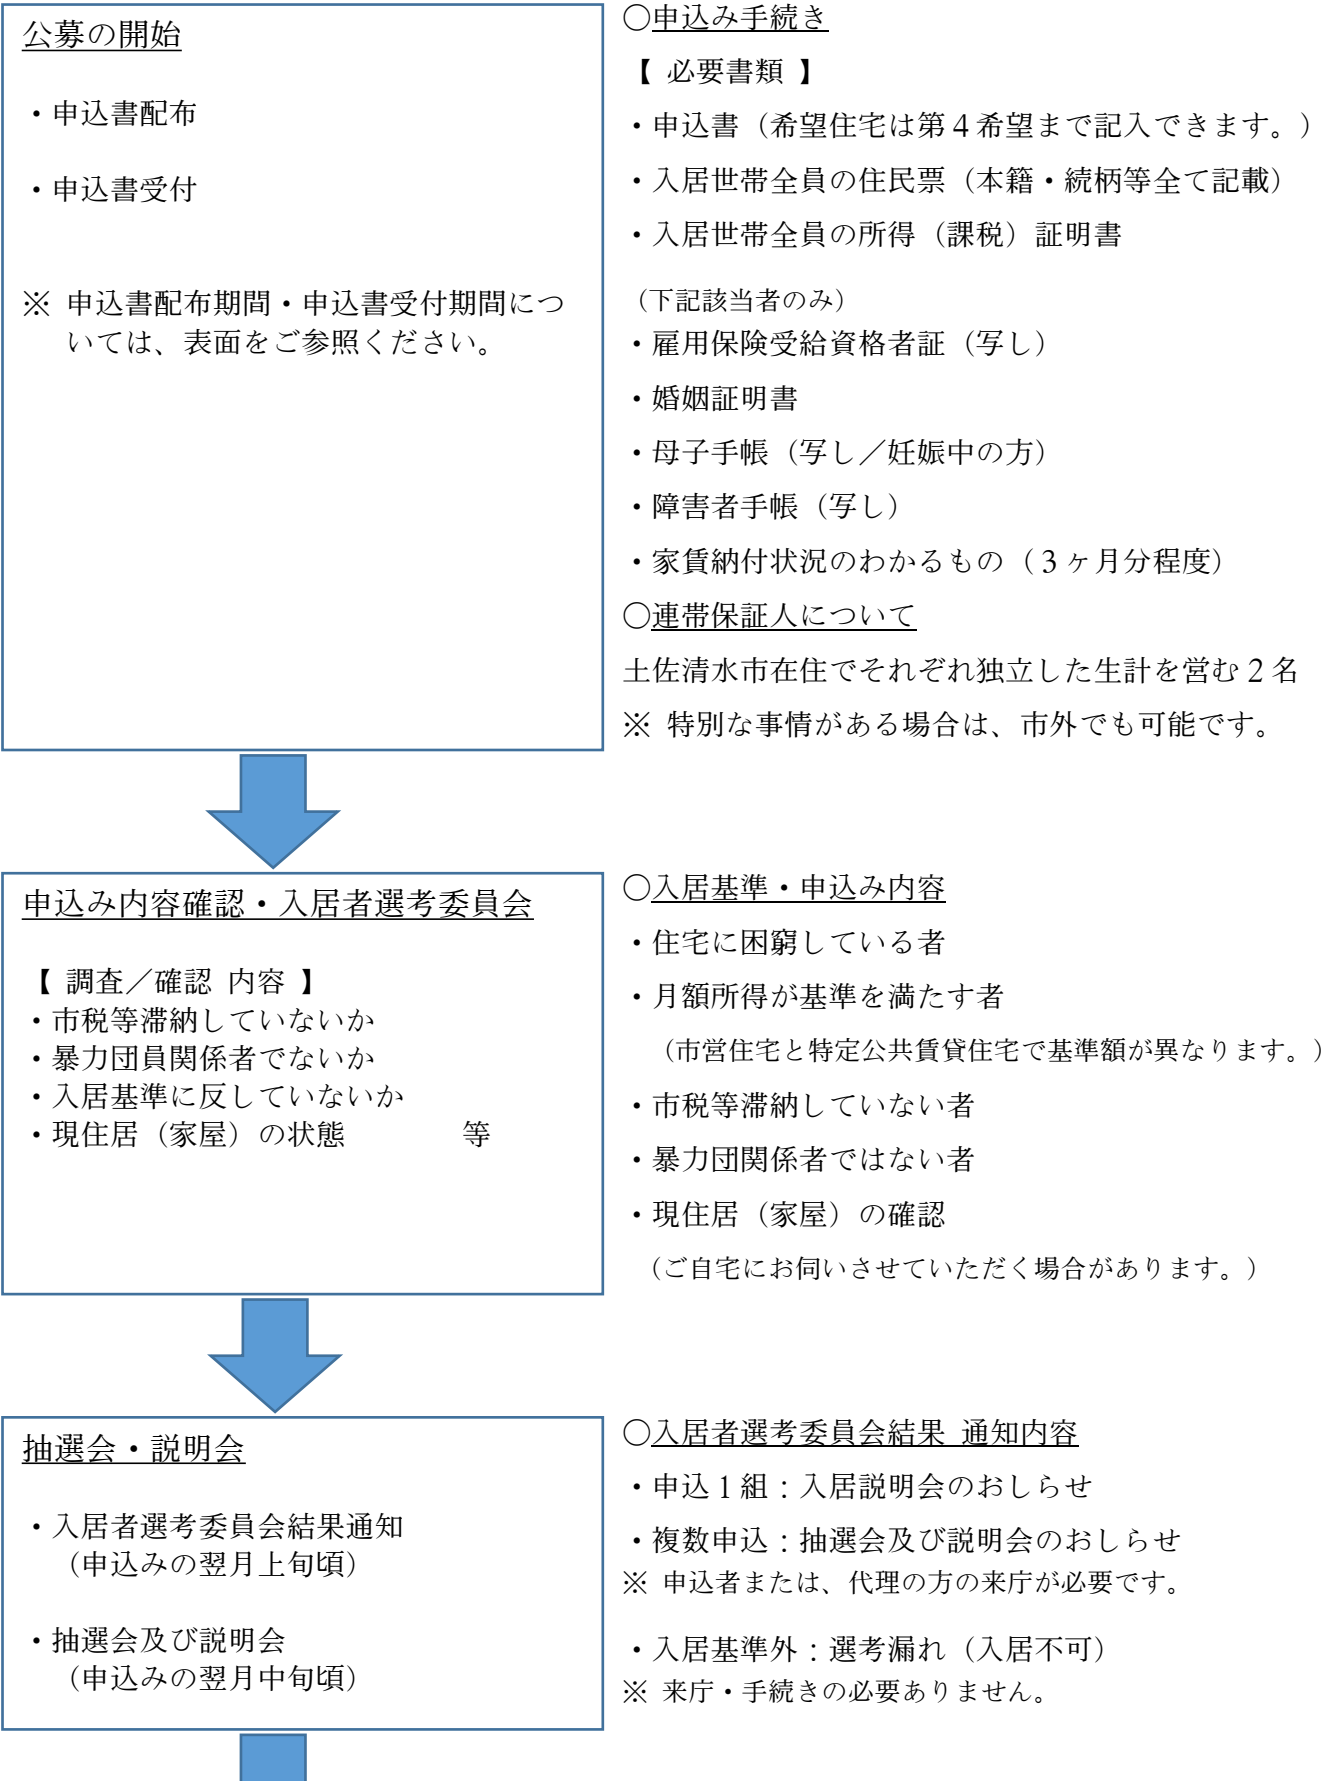 公募の開始
・申込書配布
・申込書受付
※ 申込書配布期間・申込書受付期間につ
いては、表面をご参照ください。
○申込み手続き
【 必要書類 】
・申込書（希望住宅は第４希望まで記入できます。）
・入居世帯全員の住民票（本籍・続柄等全て記載）
・入居世帯全員の所得（課税）証明書
（下記該当者のみ）
・雇用保険受給資格者証（写し）
・婚姻証明書
・母子手帳（写し／妊娠中の方）
・障害者手帳（写し）
・家賃納付状況のわかるもの（３ヶ月分程度）
○連帯保証人について
土佐清水市在住でそれぞれ独立した生計を営む２名
※ 特別な事情がある場合は、市外でも可能です。
申込み内容確認・入居者選考委員会
【 調査／確認 内容 】
・市税等滞納していないか
・暴力団員関係者でないか
・入居基準に反していないか
・現住居（家屋）の状態　　　　等
○入居基準・申込み内容
・住宅に困窮している者
・月額所得が基準を満たす者
（市営住宅と特定公共賃貸住宅で基準額が異なります。）
・市税等滞納していない者
・暴力団関係者ではない者
・現住居（家屋）の確認
（ご自宅にお伺いさせていただく場合があります。）
抽選会・説明会
・入居者選考委員会結果通知
（申込みの翌月上旬頃）
・抽選会及び説明会
（申込みの翌月中旬頃）
○入居者選考委員会結果 通知内容
・申込１組：入居説明会のおしらせ
・複数申込：抽選会及び説明会のおしらせ
※ 申込者または、代理の方の来庁が必要です。
・入居基準外：選考漏れ（入居不可）
※ 来庁・手続きの必要ありません。